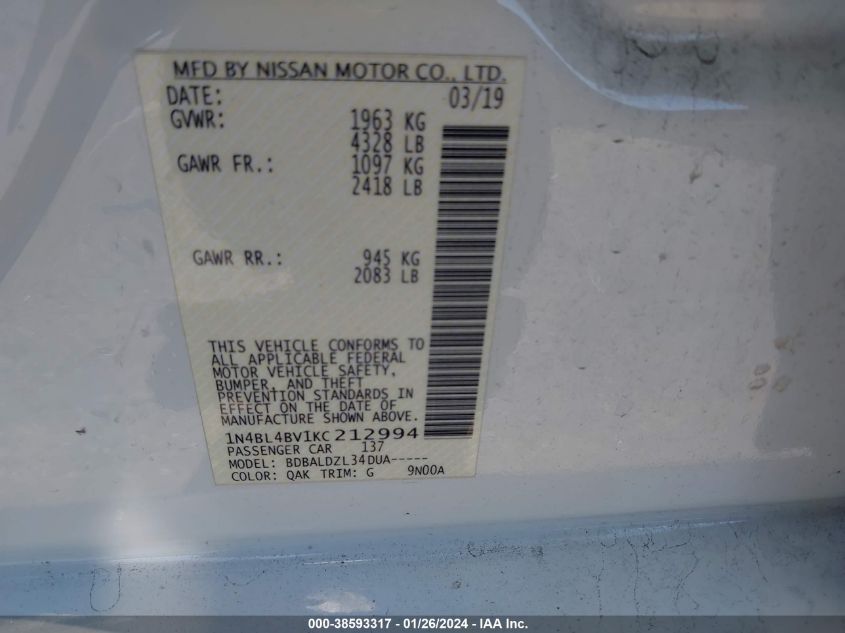 MFD BY NISSAN MOTOR CO., LTD.
DATE: 03/19
GVWR: 1963 KG
4328 LB
GAWR FR.: 1097 KG
2418 LB
GAWR RR.: 945 KG
2083 LB
THIS VEHICLE CONFORMS TO
ALL APPLICABLE FEDERAL
MOTOR VEHICLE SAFETY,
BUMPER, AND THEFT
PREVENTION STANDARDS IN
EFFECT ON THE DATE OF
MANUFACTURE SHOWN ABOVE.
1N4BL4BV1KC212994
PASSENGER CAR 137
MODEL: BDBALDZL34DUA-----
COLOR: QAK TRIM: G 9N00A
000-38593317 - 01/26/2024 - IAA Inc.